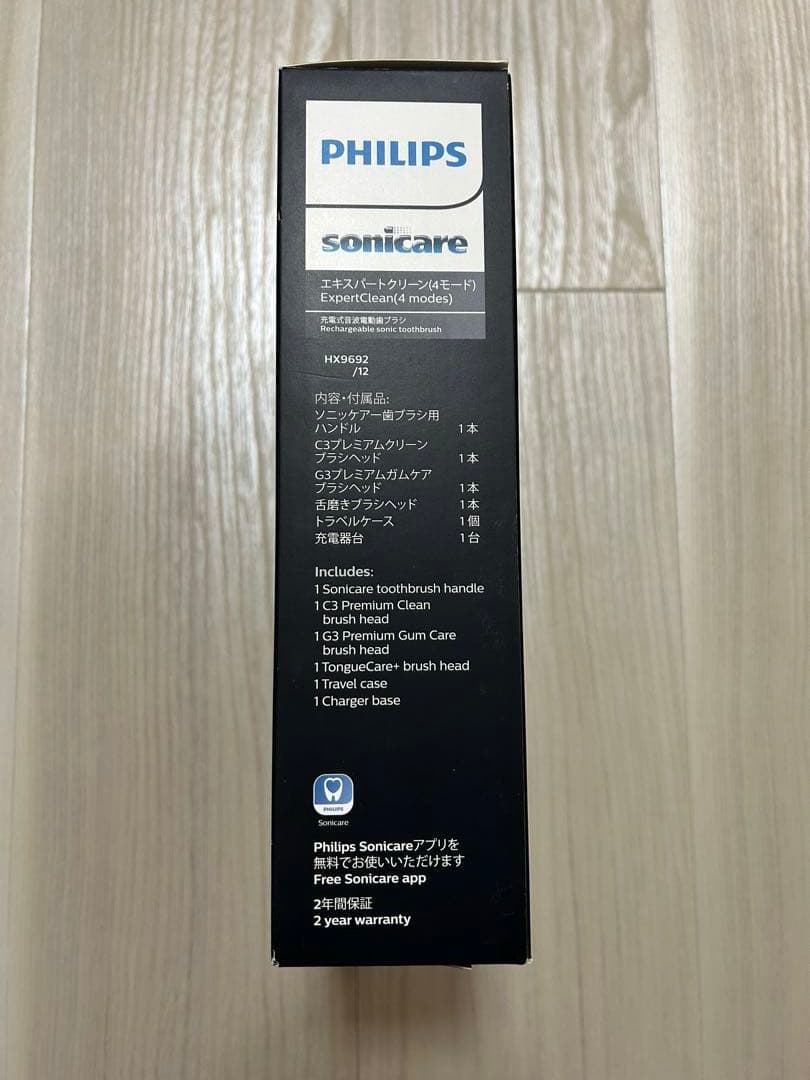 PHILIPS
sonicare
エキスパートクリーン(4モード)
ExpertClean(4 modes)
充電式音波電動歯ブラシ
Rechargeable sonic toothbrush
HX9692
/12
内容・付属品:
ソニッケアー歯ブラシ用
ハンドル 1本
C3プレミアムクリーン
ブラシヘッド 1本
G3プレミアムガムケア
ブラシヘッド 1本
舌磨きブラシヘッド 1本
トラベルケース 1個
充電器台 1台
Includes:
1 Sonicare toothbrush handle
1 C3 Premium Clean
brush head
1 G3 Premium Gum Care
brush head
1 TongueCare+ brush head
1 Travel case
1 Charger base
PHILIPS
Sonicare
Philips Sonicareアプリを
無料でお使いいただけます
Free Sonicare app
2年間保証
2 year warranty